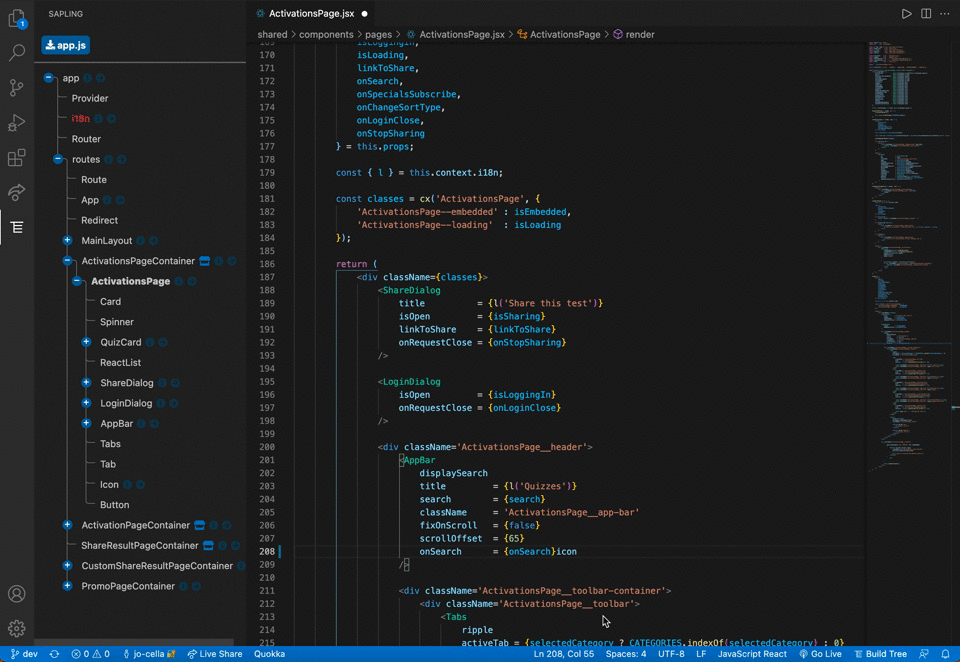 SAPLING
app.js
app
Provider
i18n
Router
routes
Route
App
Redirect
MainLayout
ActivationsPageContainer
ActivationsPage
Card
Spinner
QuizCard
ReactList
ShareDialog
LoginDialog
AppBar
Tabs
Tab
Icon
Button
ActivationPageContainer
ShareResultPageContainer
CustomShareResultPageContainer
PromoPageContainer
ActivationsPage.jsx
shared > components > pages > ActivationsPage.jsx > ActivationsPage > render
169 isLoggingIn,
170 isLoading,
171 linkToShare,
172 onSearch,
173 onSpecialsSubscribe,
174 onChangeSortType,
175 onLoginClose,
176 onStopSharing
177 } = this.props;
178
179 const { l } = this.context.i18n;
180
181 const classes = cx('ActivationsPage', {
182 'ActivationsPage--embedded' : isEmbedded,
183 'ActivationsPage--loading' : isLoading
184 });
185
186 return (
187 <div className={classes}>
188 <ShareDialog
189 title = {l('Share this test')}
190 isOpen = {isSharing}
191 linkToShare = {linkToShare}
192 onRequestClose = {onStopSharing}
193 />
194
195 <LoginDialog
196 isOpen = {isLoggingIn}
197 onRequestClose = {onLoginClose}
198 />
199
200 <div className='ActivationsPage__header'>
201 <AppBar
202 displaySearch
203 title = {l('Quizzes')}
204 search = {search}
205 className = 'ActivationsPage__app-bar'
206 fixOnScroll = {false}
207 scrollOffset = {65}
208 onSearch = {onSearch}icon
209 />
210
211 <div className='ActivationsPage__toolbar-container'>
212 <div className='ActivationsPage__toolbar'>
213 <Tabs
214 ripple
215 activeTab = {selectedCategory ? CATEGORIES.indexOf(selectedCategory) : 0}
1
dev 0 0 jo-cella Live Share Quokka Ln 208, Col 55 Spaces: 4 UTF-8 LF JavaScript React Go Live Build Tree